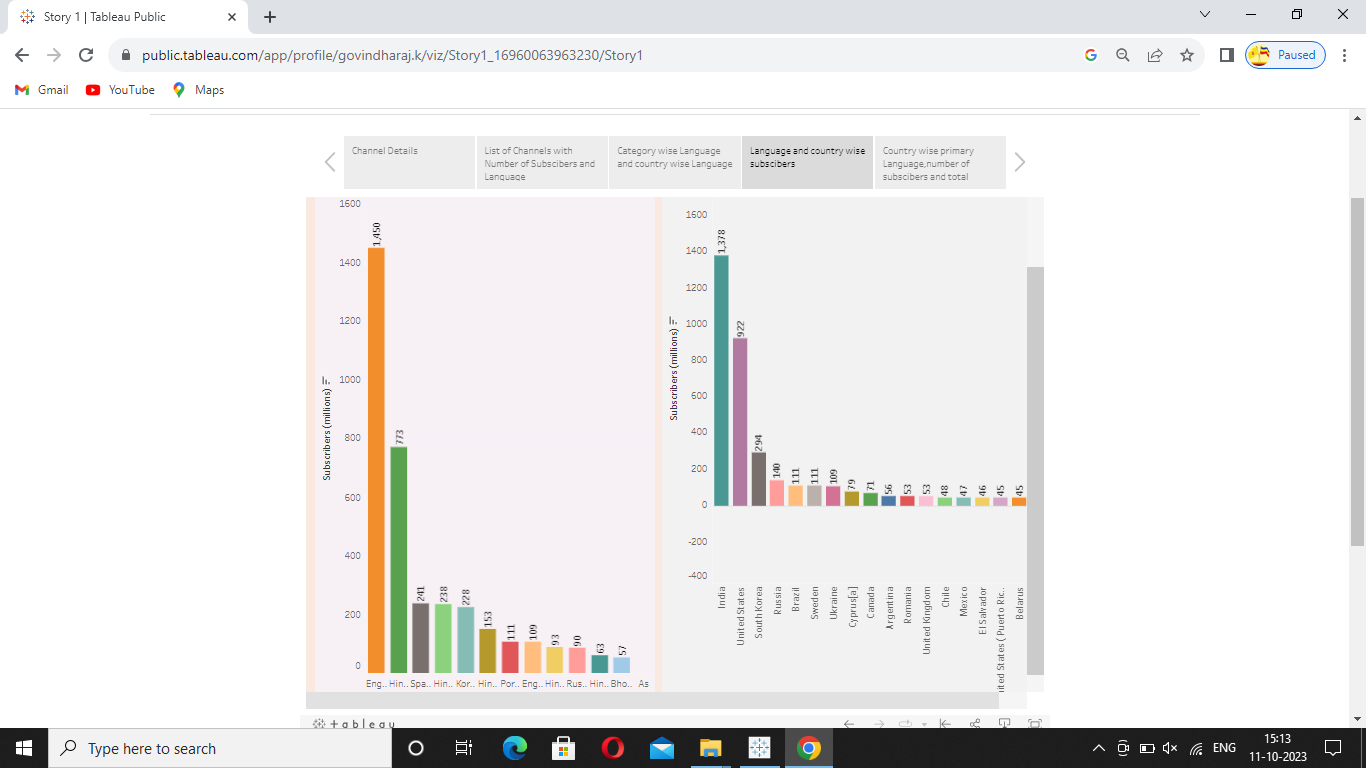 Story 1 | Tableau Public
public.tableau.com/app/profile/govindharaj.k/viz/Story1_16960063963230/Story1
Paused
Gmail
YouTube
Maps
Channel Details
List of Channels with
Number of Subscibers and
Language
Category wise Language
and country wise Language
Language and country wise
subscibers
Country wise primary
Language,number of
subscibers and total
Subscribers (millions)
1600
1400
1200
1000
800
600
400
200
0
1,450
773
241
238
228
153
111
109
93
90
63
57
Eng.. Hin.. Spa.. Hin.. Kor.. Hin.. Por.. Eng.. Hin.. Rus.. Hin.. Bho.. As
Subscribers (millions)
1600
1400
1200
1000
800
600
400
200
0
-200
-400
1,378
922
294
140
111
111
109
79
71
56
53
53
48
47
46
45
45
India
United States
South Korea
Russia
Brazil
Sweden
Ukraine
Cyprus[a]
Canada
Argentina
Romania
United Kingdom
Chile
Mexico
El Salvador
ited States ( Puerto Ric..
Belarus
+ a b l e a u
Type here to search
ENG
15:13
11-10-2023